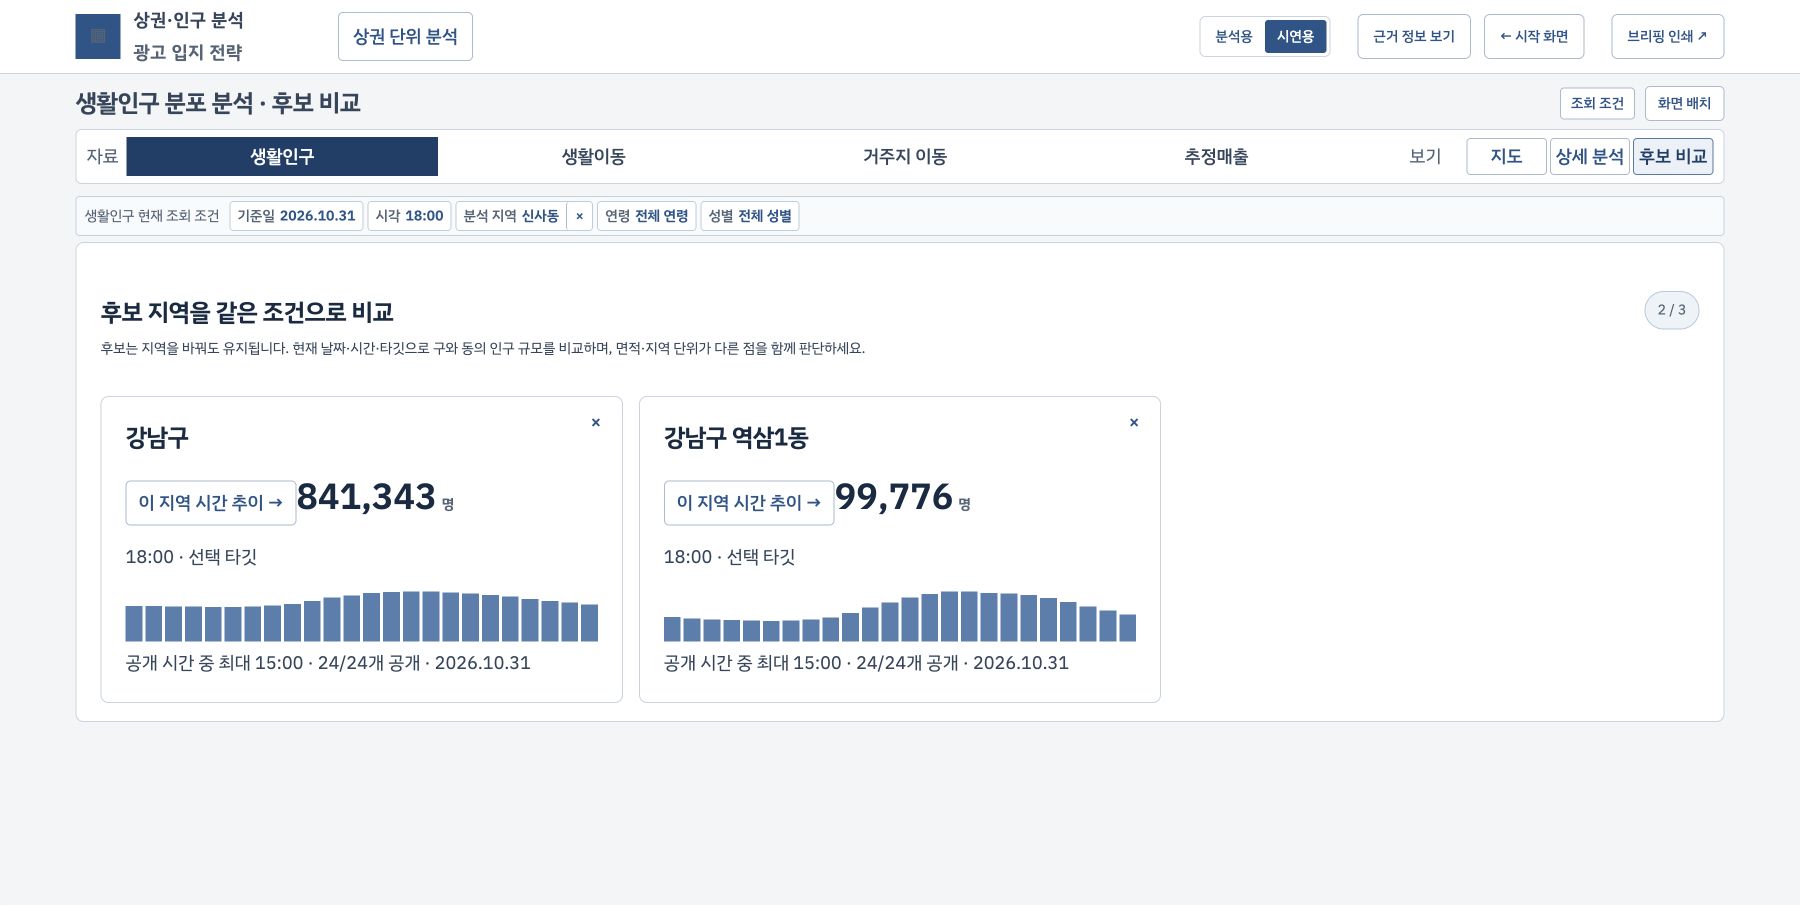 상권·인구 분석
광고 입지 전략
상권 단위 분석
분석용
시연용
근거 정보 보기
← 시작 화면
브리핑 인쇄 ↗
생활인구 분포 분석 · 후보 비교
조회 조건
화면 배치
자료
생활인구
생활이동
거주지 이동
추정매출
보기
지도
상세 분석
후보 비교
생활인구 현재 조회 조건
기준일 2026.10.31
시각 18:00
분석 지역 신사동 ×
연령 전체 연령
성별 전체 성별
후보 지역을 같은 조건으로 비교
2 / 3
후보는 지역을 바꿔도 유지됩니다. 현재 날짜·시간·타깃으로 구와 동의 인구 규모를 비교하며, 면적·지역 단위가 다른 점을 함께 판단하세요.
×
강남구
이 지역 시간 추이 →
841,343 명
18:00 · 선택 타깃
공개 시간 중 최대 15:00 · 24/24개 공개 · 2026.10.31
×
강남구 역삼1동
이 지역 시간 추이 →
99,776 명
18:00 · 선택 타깃
공개 시간 중 최대 15:00 · 24/24개 공개 · 2026.10.31